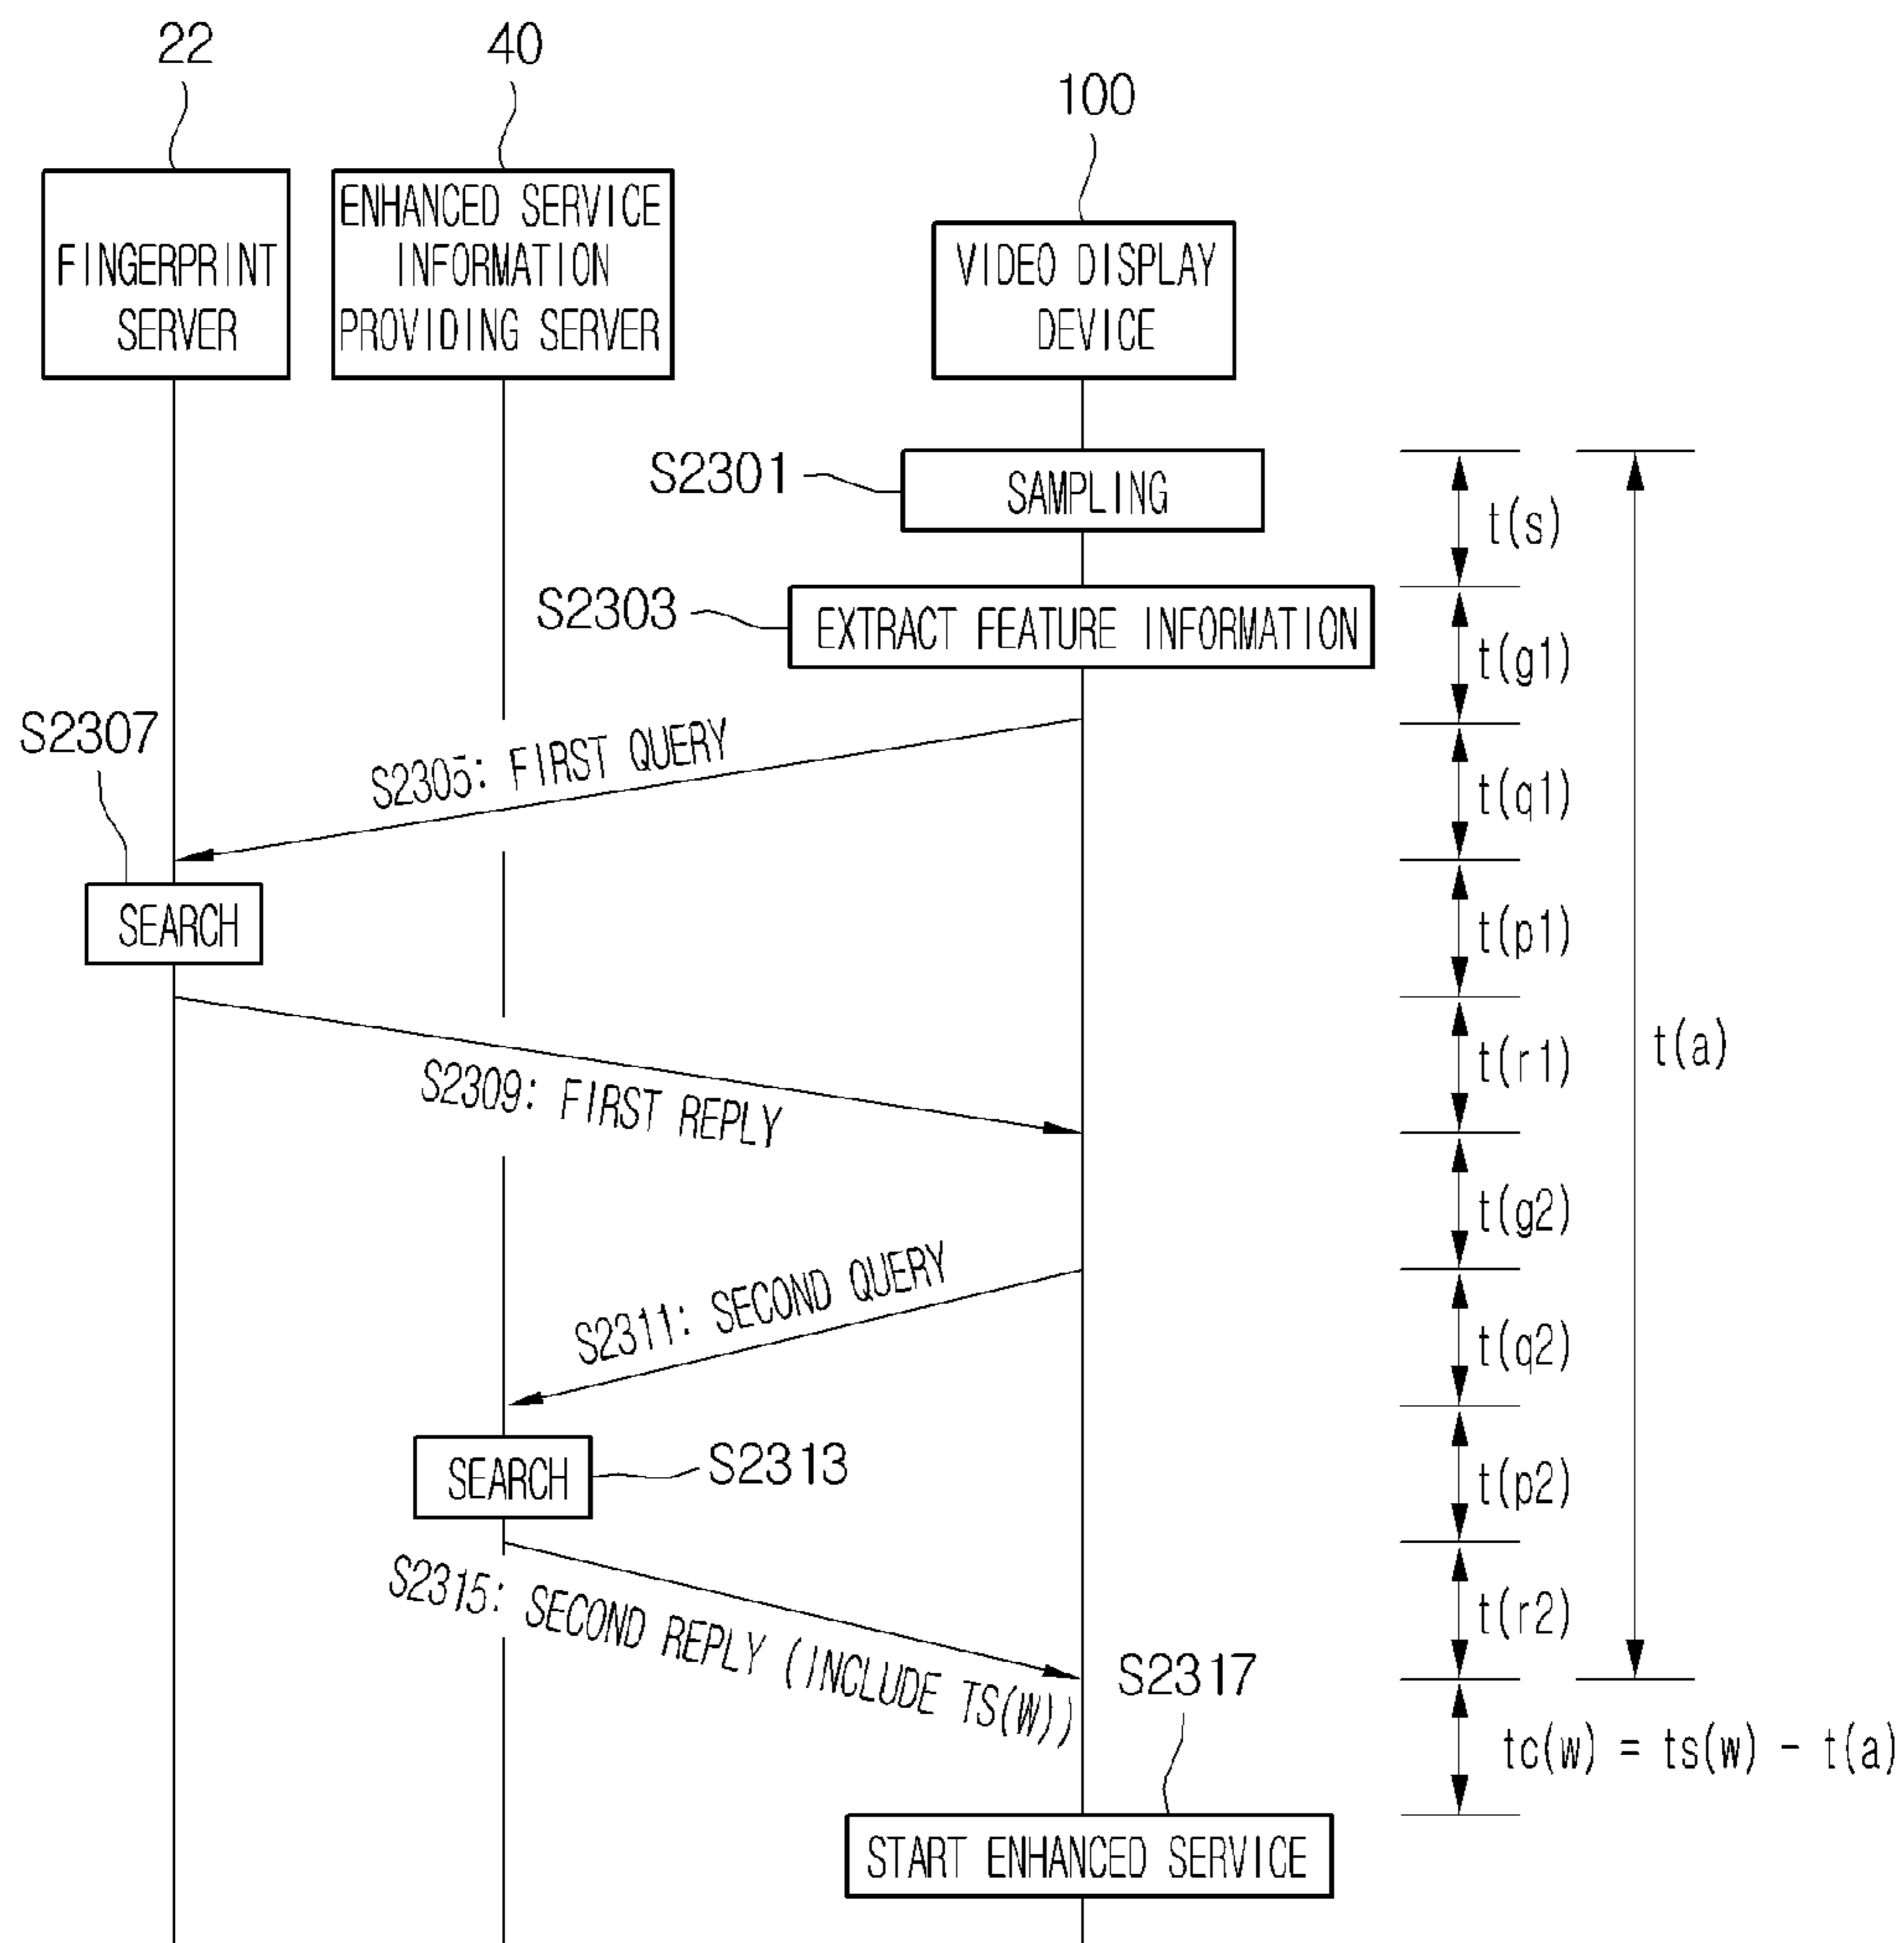 22
40
100
FINGERPRINT
SERVER
ENHANCED SERVICE
INFORMATION
PROVIDING SERVER
VIDEO DISPLAY
DEVICE
S2301
SAMPLING
t(s)
S2303
EXTRACT FEATURE INFORMATION
t(g1)
S2307
S2305: FIRST QUERY
t(q1)
SEARCH
t(p1)
S2309: FIRST REPLY
t(r1)
t(a)
t(g2)
S2311: SECOND QUERY
t(q2)
SEARCH
S2313
t(p2)
S2315: SECOND REPLY (INCLUDE TS(W))
t(r2)
S2317
tc(w) = ts(w) - t(a)
START ENHANCED SERVICE